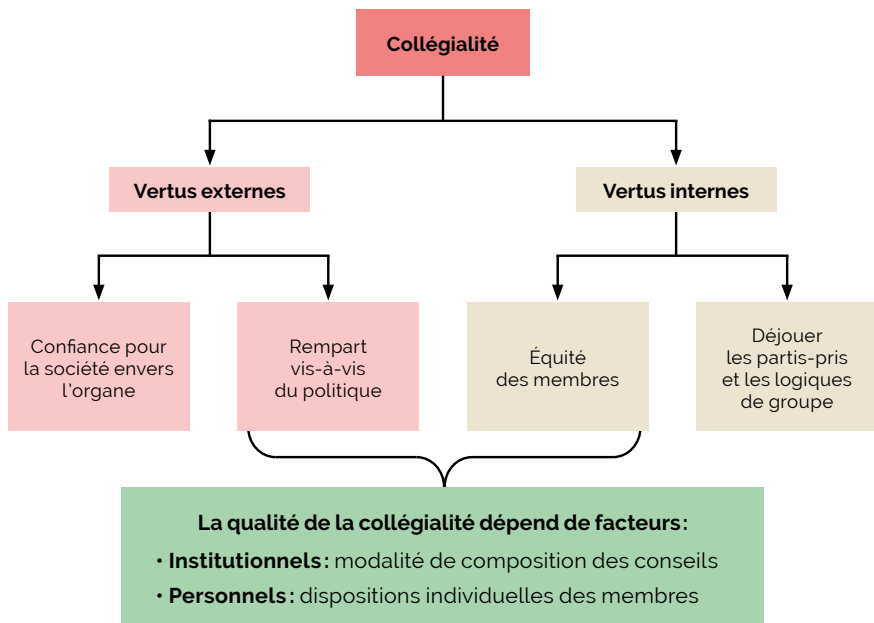 Collégialité
Vertus externes
Vertus internes
Confiance pour
la société envers
l'organe
Rempart
vis-à-vis
du politique
Équité
des membres
Déjouer
les partis-pris
et les logiques
de groupe
La qualité de la collégialité dépend de facteurs :
• Institutionnels : modalité de composition des conseils
• Personnels : dispositions individuelles des membres